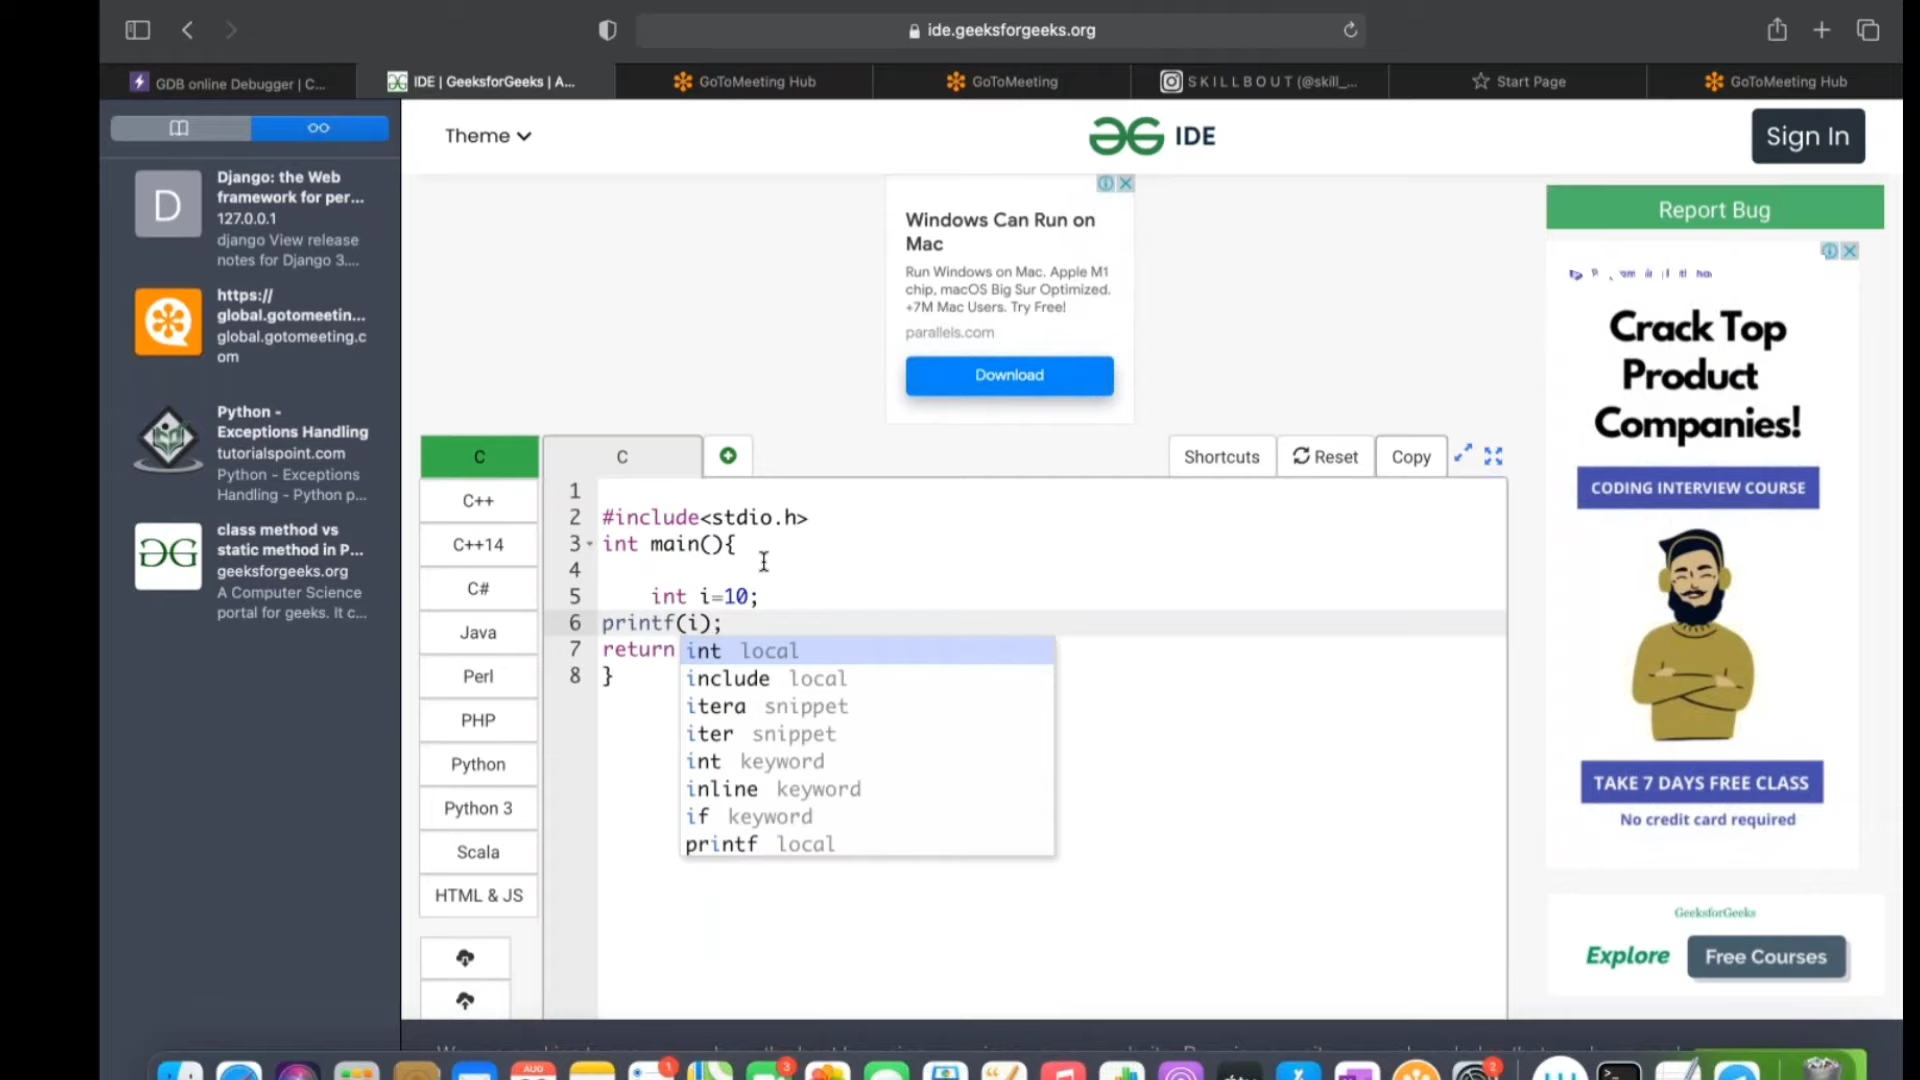 ide.geeksforgeeks.org
GDB online Debugger | C...
IDE | GeeksforGeeks | A...
GoToMeeting Hub
GoToMeeting
S K I L L B O U T (@skill_...
Start Page
GoToMeeting Hub
Django: the Web
framework for per...
127.0.0.1
django View release
notes for Django 3....
https://
global.gotomeetin...
global.gotomeeting.c
om
Python -
Exceptions Handling
tutorialspoint.com
Python - Exceptions
Handling - Python p...
class method vs
static method in P...
geeksforgeeks.org
A Computer Science
portal for geeks. It c...
Theme
IDE
Sign In
Windows Can Run on
Mac
Run Windows on Mac. Apple M1
chip, macOS Big Sur Optimized.
+7M Mac Users. Try Free!
parallels.com
Download
Report Bug
Crack Top
Product
Companies!
CODING INTERVIEW COURSE
TAKE 7 DAYS FREE CLASS
No credit card required
GeeksforGeeks
Explore
Free Courses
C
C++
C++14
C#
Java
Perl
PHP
Python
Python 3
Scala
HTML & JS
C
Shortcuts
Reset
Copy
1
2 #include<stdio.h>
3 int main(){
4
5 int i=10;
6 printf(i);
7 return
8 }
int local
include local
itera snippet
iter snippet
int keyword
inline keyword
if keyword
printf local
AUG
1
3
2